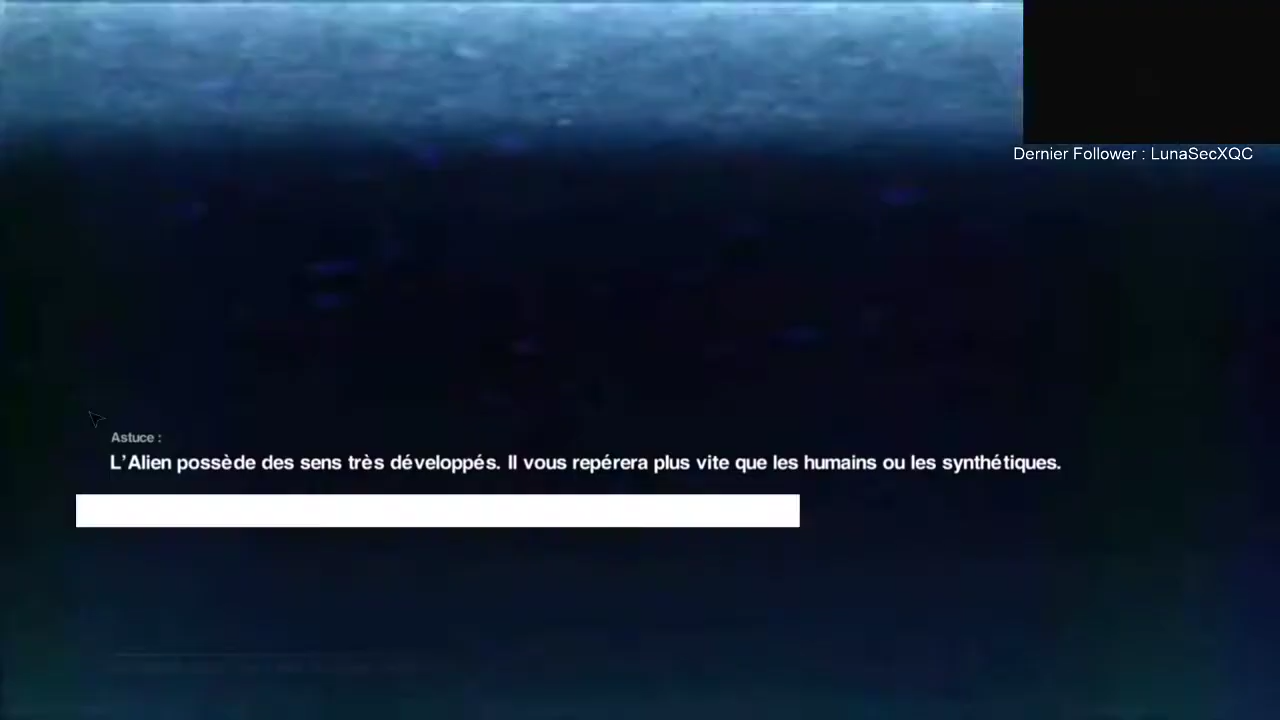 Dernier Follower : LunaSecXQC
Astuce :
L’Alien possède des sens très développés. Il vous repérera plus vite que les humains ou les synthétiques.